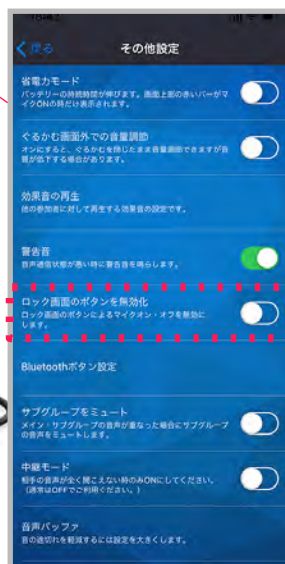 戻る
その他設定
省電力モード
バッテリーの持続時間が伸びます。画面上部の赤いバーがマ
イクONの時だけ表示されます。
ぐるかむ画面外での音量調節
オンにすると、ぐるかむを閉じたまま音量調節できますが音
質が低下する場合があります。
効果音の再生
他の参加者に対して再生する効果音の設定です。
警告音
音声通信状態が悪い時に警告音を鳴らします。
ロック画面のボタンを無効化
ロック画面のボタンによるマイクオン・オフを無効に
します。
Bluetoothボタン設定
サブグループをミュート
メイン・サブグループの音声が重なった場合にサブグループ
の音声をミュートします。
中継モード
相手の音声が全く聞こえない時のみONにしてください。
（通常はOFFでご利用ください。）
音声バッファ
音の途切れを軽減するには設定を大きくします。